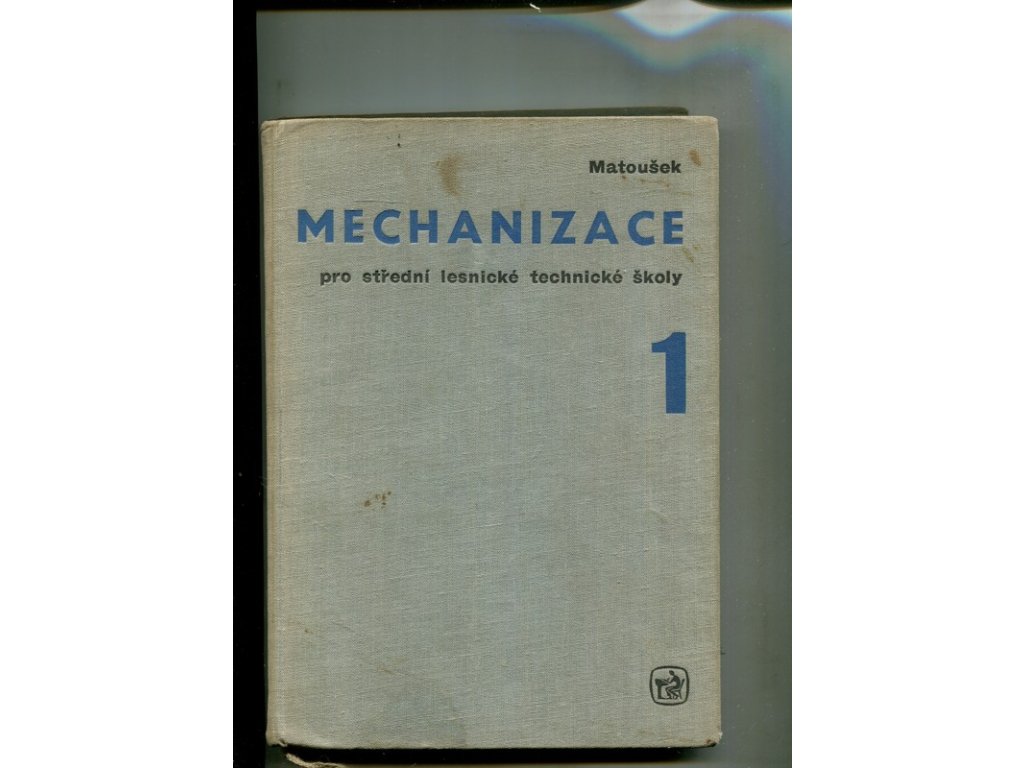 Matoušek
MECHANIZACE
pro střední lesnické technické školy
1